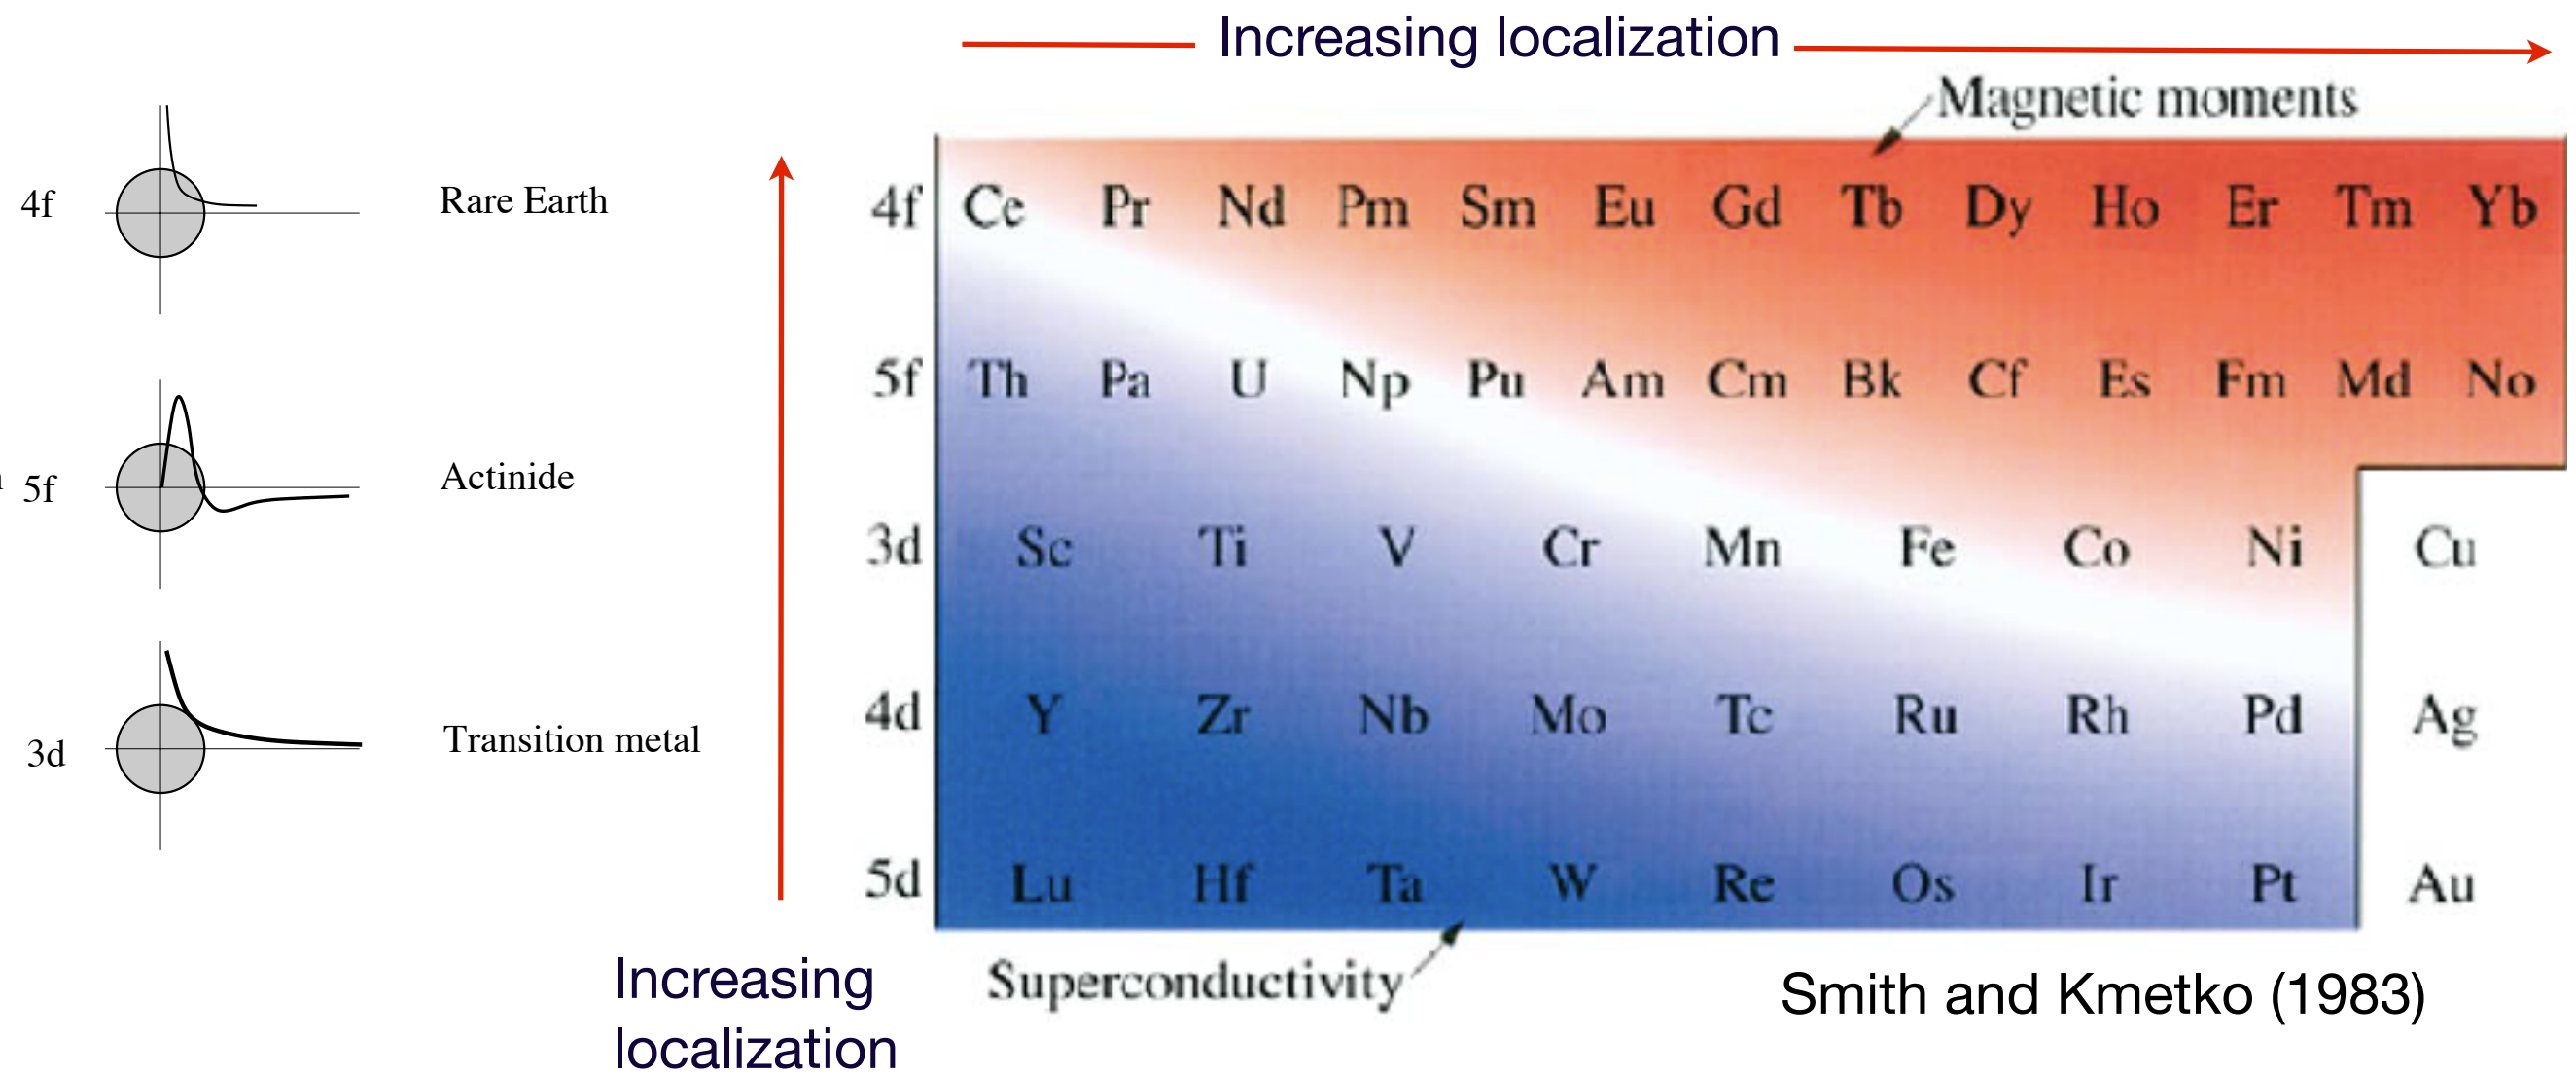 Increasing localization
Magnetic moments
4f Rare Earth
5f Actinide
3d Transition metal
4f Ce Pr Nd Pm Sm Eu Gd Tb Dy Ho Er Tm Yb
5f Th Pa U Np Pu Am Cm Bk Cf Es Fm Md No
3d Sc Ti V Cr Mn Fe Co Ni Cu
4d Y Zr Nb Mo Tc Ru Rh Pd Ag
5d Lu Hf Ta W Re Os Ir Pt Au
Increasing
localization
Superconductivity
Smith and Kmetko (1983)